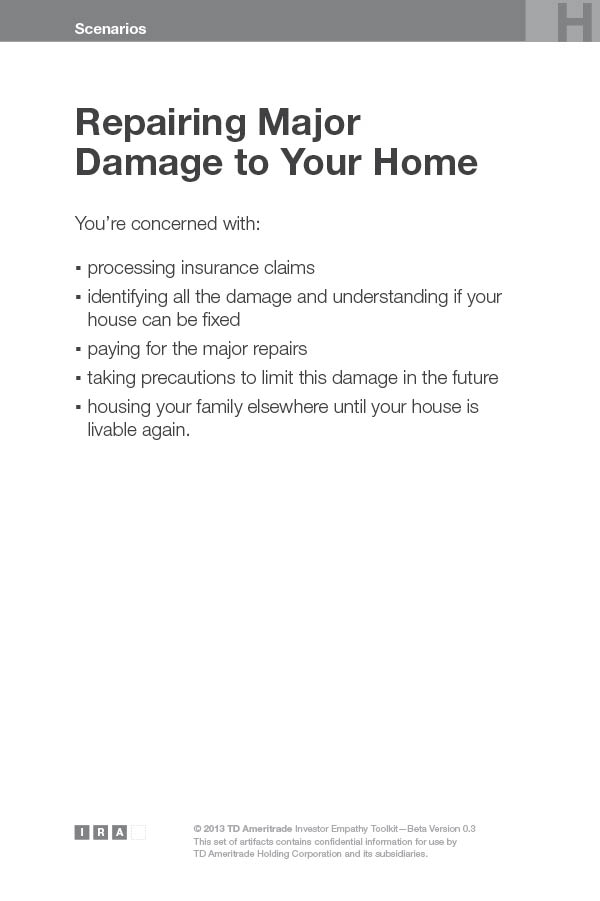 Scenarios
H
Repairing Major
Damage to Your Home
You’re concerned with:
▪ processing insurance claims
▪ identifying all the damage and understanding if your
house can be fixed
▪ paying for the major repairs
▪ taking precautions to limit this damage in the future
▪ housing your family elsewhere until your house is
livable again.
I R A
© 2013 TD Ameritrade Investor Empathy Toolkit—Beta Version 0.3
This set of artifacts contains confidential information for use by
TD Ameritrade Holding Corporation and its subsidiaries.